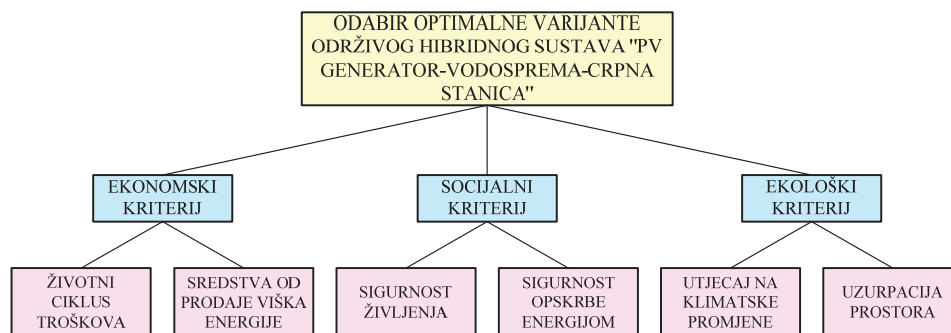 ODABIR OPTIMALNE VARIJANTE
ODRŽIVOG HIBRIDNOG SUSTAVA "PV
GENERATOR-VODOSPREMA-CRPNA
STANICA"
EKONOMSKI
KRITERIJ
SOCIJALNI
KRITERIJ
EKOLOŠKI
KRITERIJ
ŽIVOTNI
CIKLUS
TROŠKOVA
SREDSTVA OD
PRODAJE VIŠKA
ENERGIJE
SIGURNOST
ŽIVLJENJA
SIGURNOST
OPSKRBE
ENERGIJOM
UTJECAJ NA
KLIMATSKE
PROMJENE
UZURPACIJA
PROSTORA